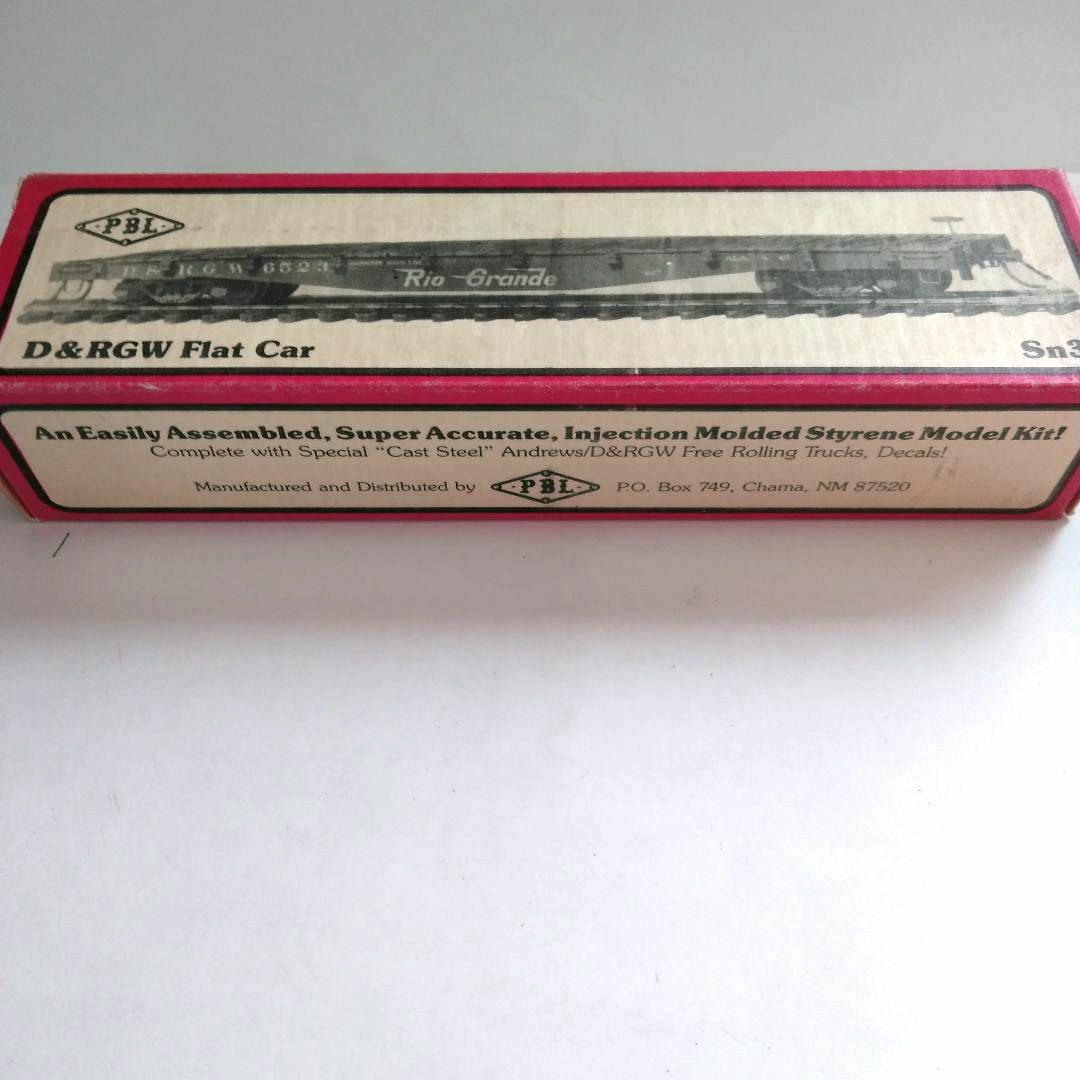 PBL
D & RGW 6523
Rio Grande
D&RGW Flat Car
Sn3
An Easily Assembled, Super Accurate, Injection Molded Styrene Model Kit!
Complete with Special "Cast Steel" Andrews/D&RGW Free Rolling Trucks, Decals!
Manufactured and Distributed by PBL P.O. Box 749, Chama, NM 87520